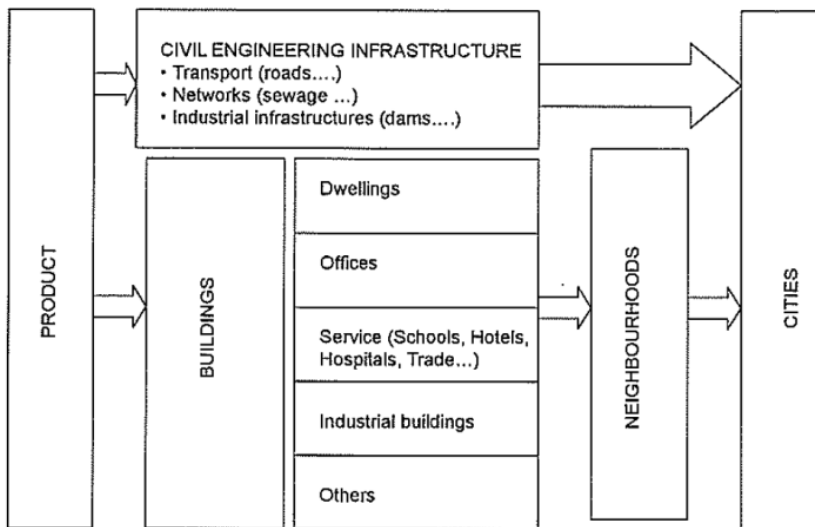 PRODUCT
CIVIL ENGINEERING INFRASTRUCTURE
• Transport (roads....)
• Networks (sewage ...)
• Industrial infrastructures (dams....)
BUILDINGS
Dwellings
Offices
Service (Schools, Hotels,
Hospitals, Trade...)
Industrial buildings
Others
NEIGHBOURHOODS
CITIES